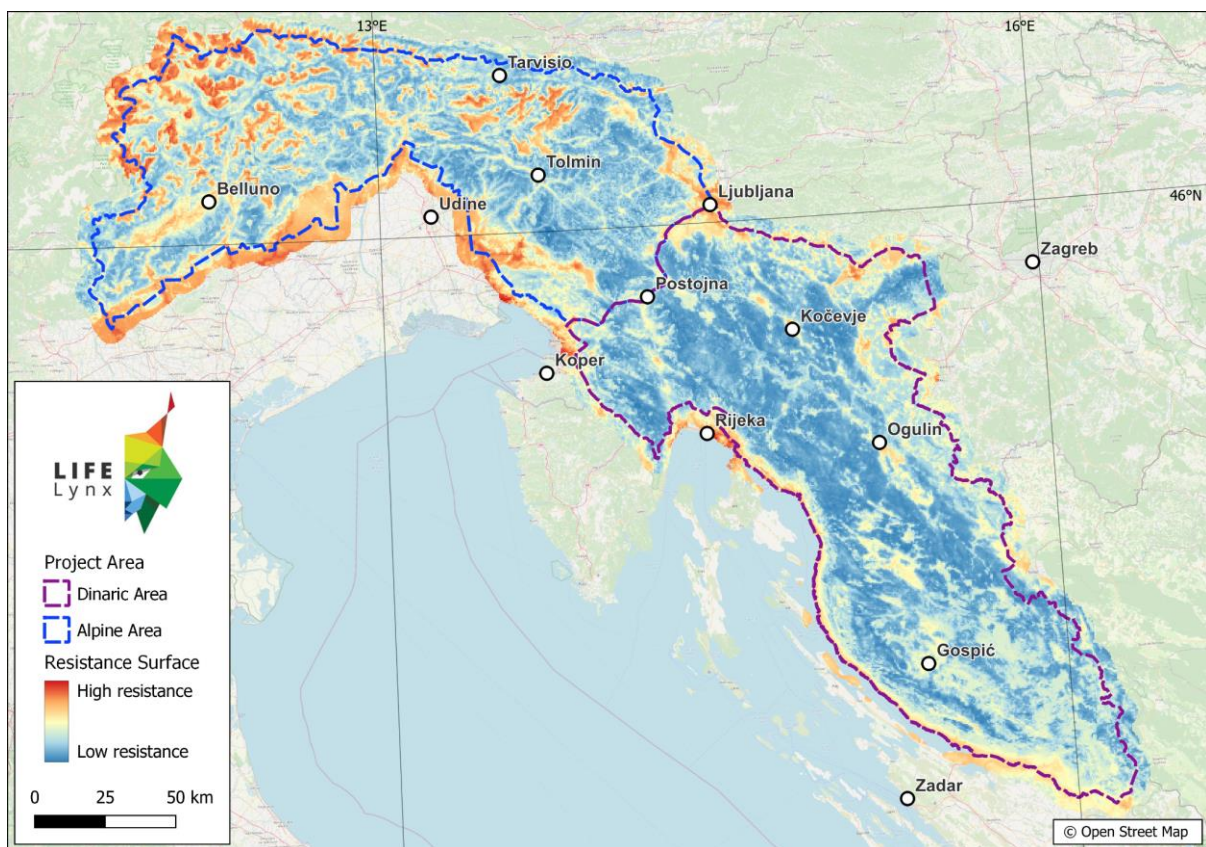 13°E
16°E
Tarvisio
Tolmin
Ljubljana
Belluno
46°N
Udine
Zagreb
Postojna
Kočevje
Koper
Rijeka
Ogulin
LIFE
Lynx
Project Area
Dinaric Area
Alpine Area
Resistance Surface
High resistance
Low resistance
0 25 50 km
Gospić
Zadar
© Open Street Map